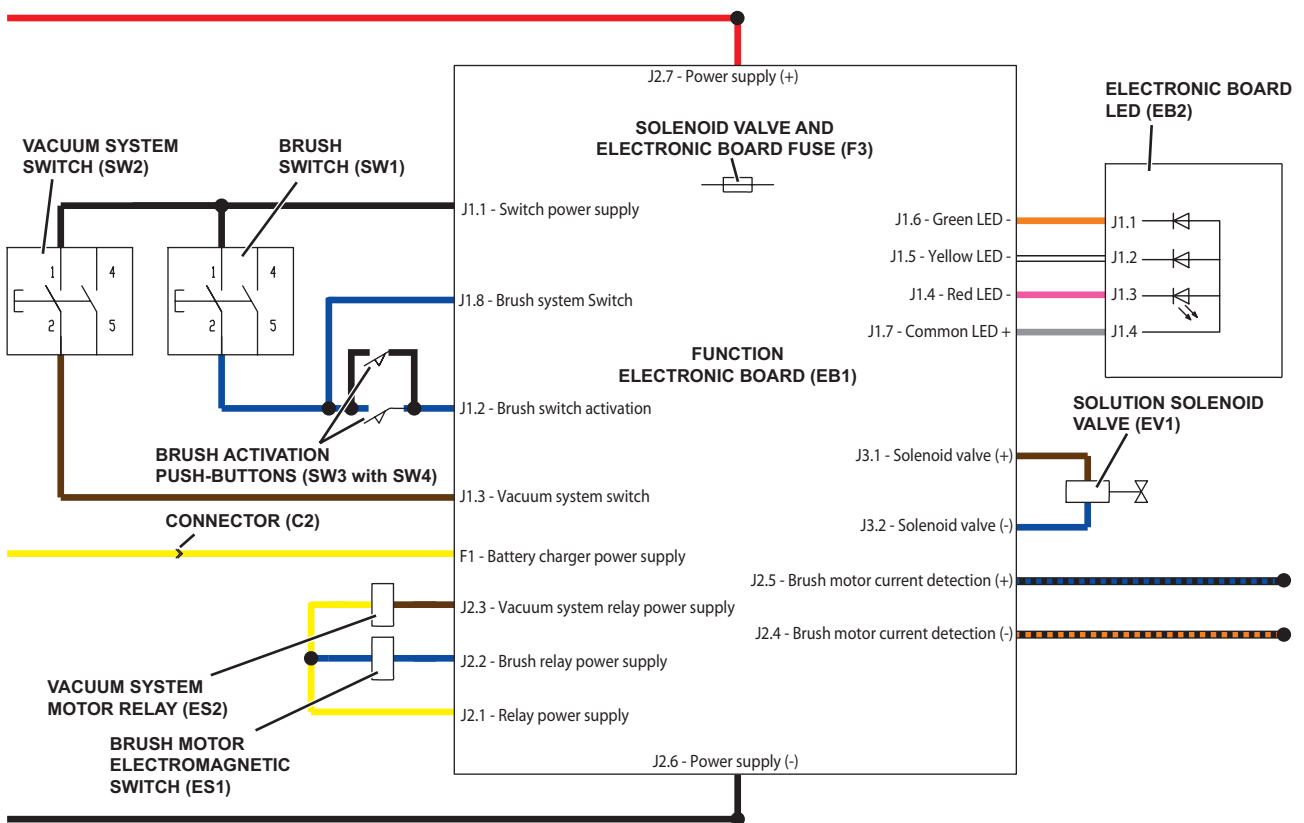 J2.7 - Power supply (+)
ELECTRONIC BOARD
LED (EB2)
SOLENOID VALVE AND
ELECTRONIC BOARD FUSE (F3)
VACUUM SYSTEM
SWITCH (SW2)
BRUSH
SWITCH (SW1)
J1.1 - Switch power supply
J1.6 - Green LED -
J1.1
J1.5 - Yellow LED -
J1.2
1
4
2
5
1
4
2
5
J1.8 - Brush system Switch
J1.4 - Red LED -
J1.3
J1.7 - Common LED +
J1.4
FUNCTION
ELECTRONIC BOARD (EB1)
J1.2 - Brush switch activation
SOLUTION SOLENOID
VALVE (EV1)
BRUSH ACTIVATION
PUSH-BUTTONS (SW3 with SW4)
J3.1 - Solenoid valve (+)
J1.3 - Vacuum system switch
CONNECTOR (C2)
J3.2 - Solenoid valve (-)
F1 - Battery charger power supply
J2.5 - Brush motor current detection (+)
J2.3 - Vacuum system relay power supply
J2.4 - Brush motor current detection (-)
J2.2 - Brush relay power supply
VACUUM SYSTEM
MOTOR RELAY (ES2)
J2.1 - Relay power supply
BRUSH MOTOR
ELECTROMAGNETIC
SWITCH (ES1)
J2.6 - Power supply (-)